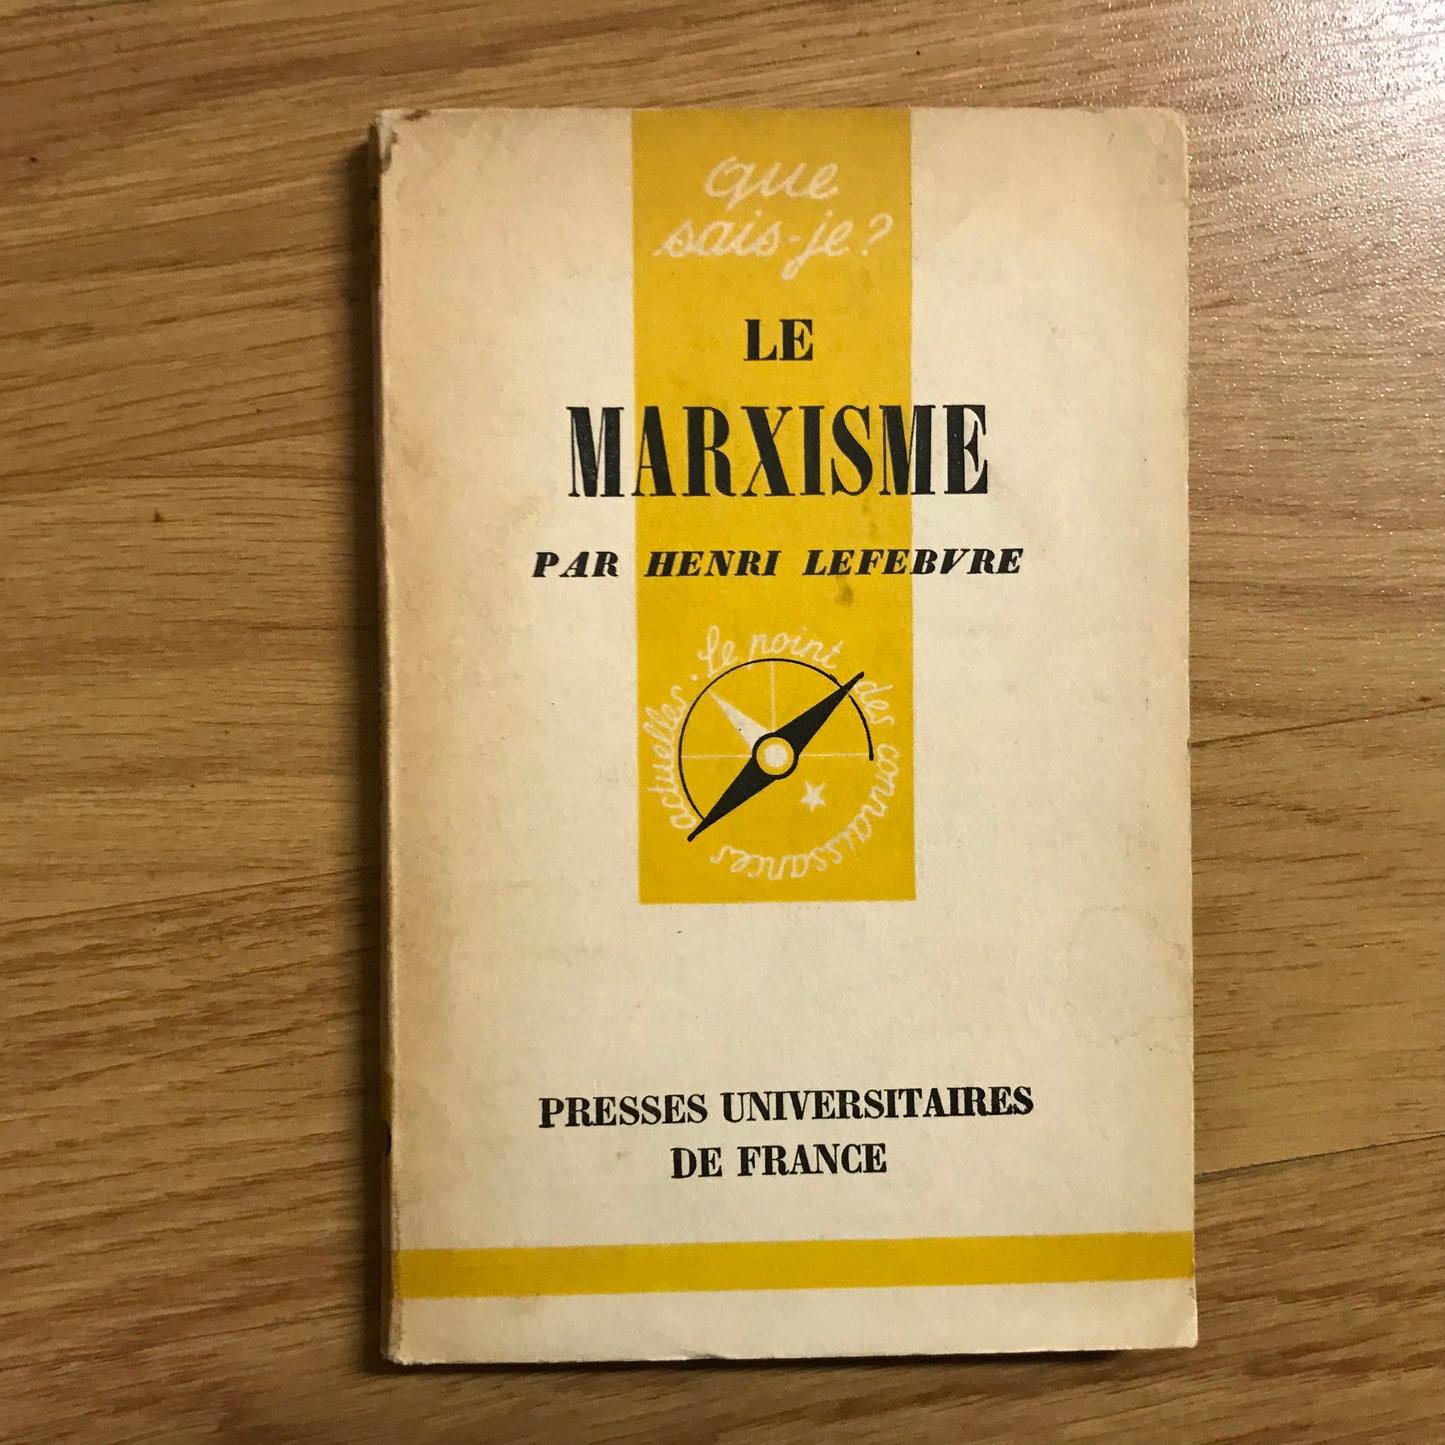 que
sais-je?
LE
MARXISME
PAR HENRI LEFEBVRE
Le point des connaissances actuelles.
PRESSES UNIVERSITAIRES
DE FRANCE